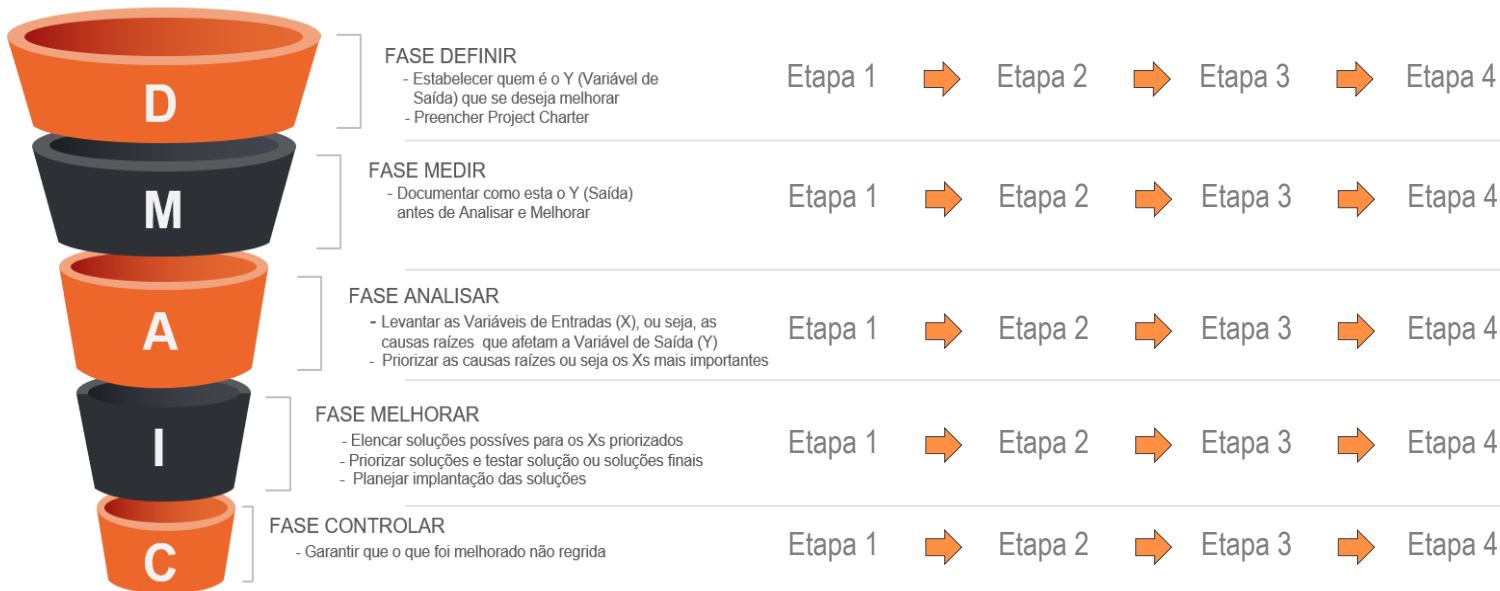 D
FASE DEFINIR
- Estabelecer quem é o Y (Variável de
Saída) que se deseja melhorar
- Preencher Project Charter
Etapa 1
Etapa 2
Etapa 3
Etapa 4
M
FASE MEDIR
- Documentar como esta o Y (Saída)
antes de Analisar e Melhorar
Etapa 1
Etapa 2
Etapa 3
Etapa 4
A
FASE ANALISAR
- Levantar as Variáveis de Entradas (X), ou seja, as
causas raízes que afetam a Variável de Saída (Y)
- Priorizar as causas raízes ou seja os Xs mais importantes
Etapa 1
Etapa 2
Etapa 3
Etapa 4
I
FASE MELHORAR
- Elencar soluções possíves para os Xs priorizados
- Priorizar soluções e testar solução ou soluções finais
- Planejar implantação das soluções
Etapa 1
Etapa 2
Etapa 3
Etapa 4
C
FASE CONTROLAR
- Garantir que o que foi melhorado não regrida
Etapa 1
Etapa 2
Etapa 3
Etapa 4